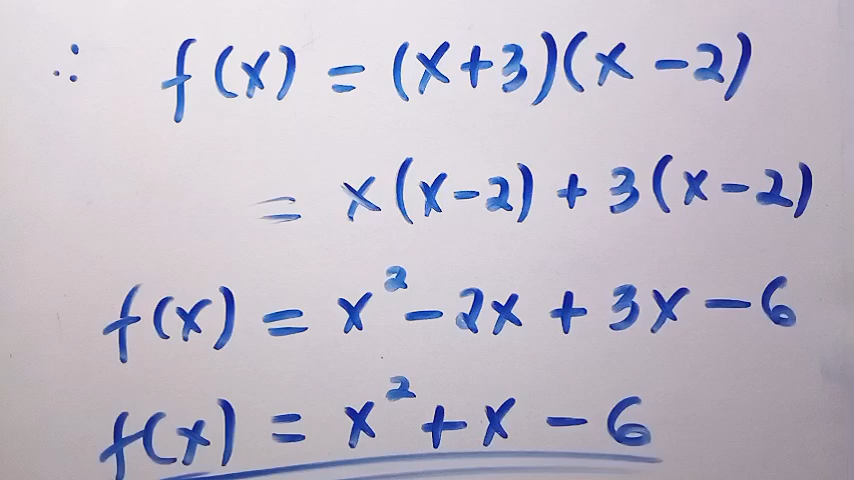 ∴ f(x) = (x+3)(x-2)
= x(x-2) + 3(x-2)
f(x) = x² - 2x + 3x - 6
f(x) = x² + x - 6